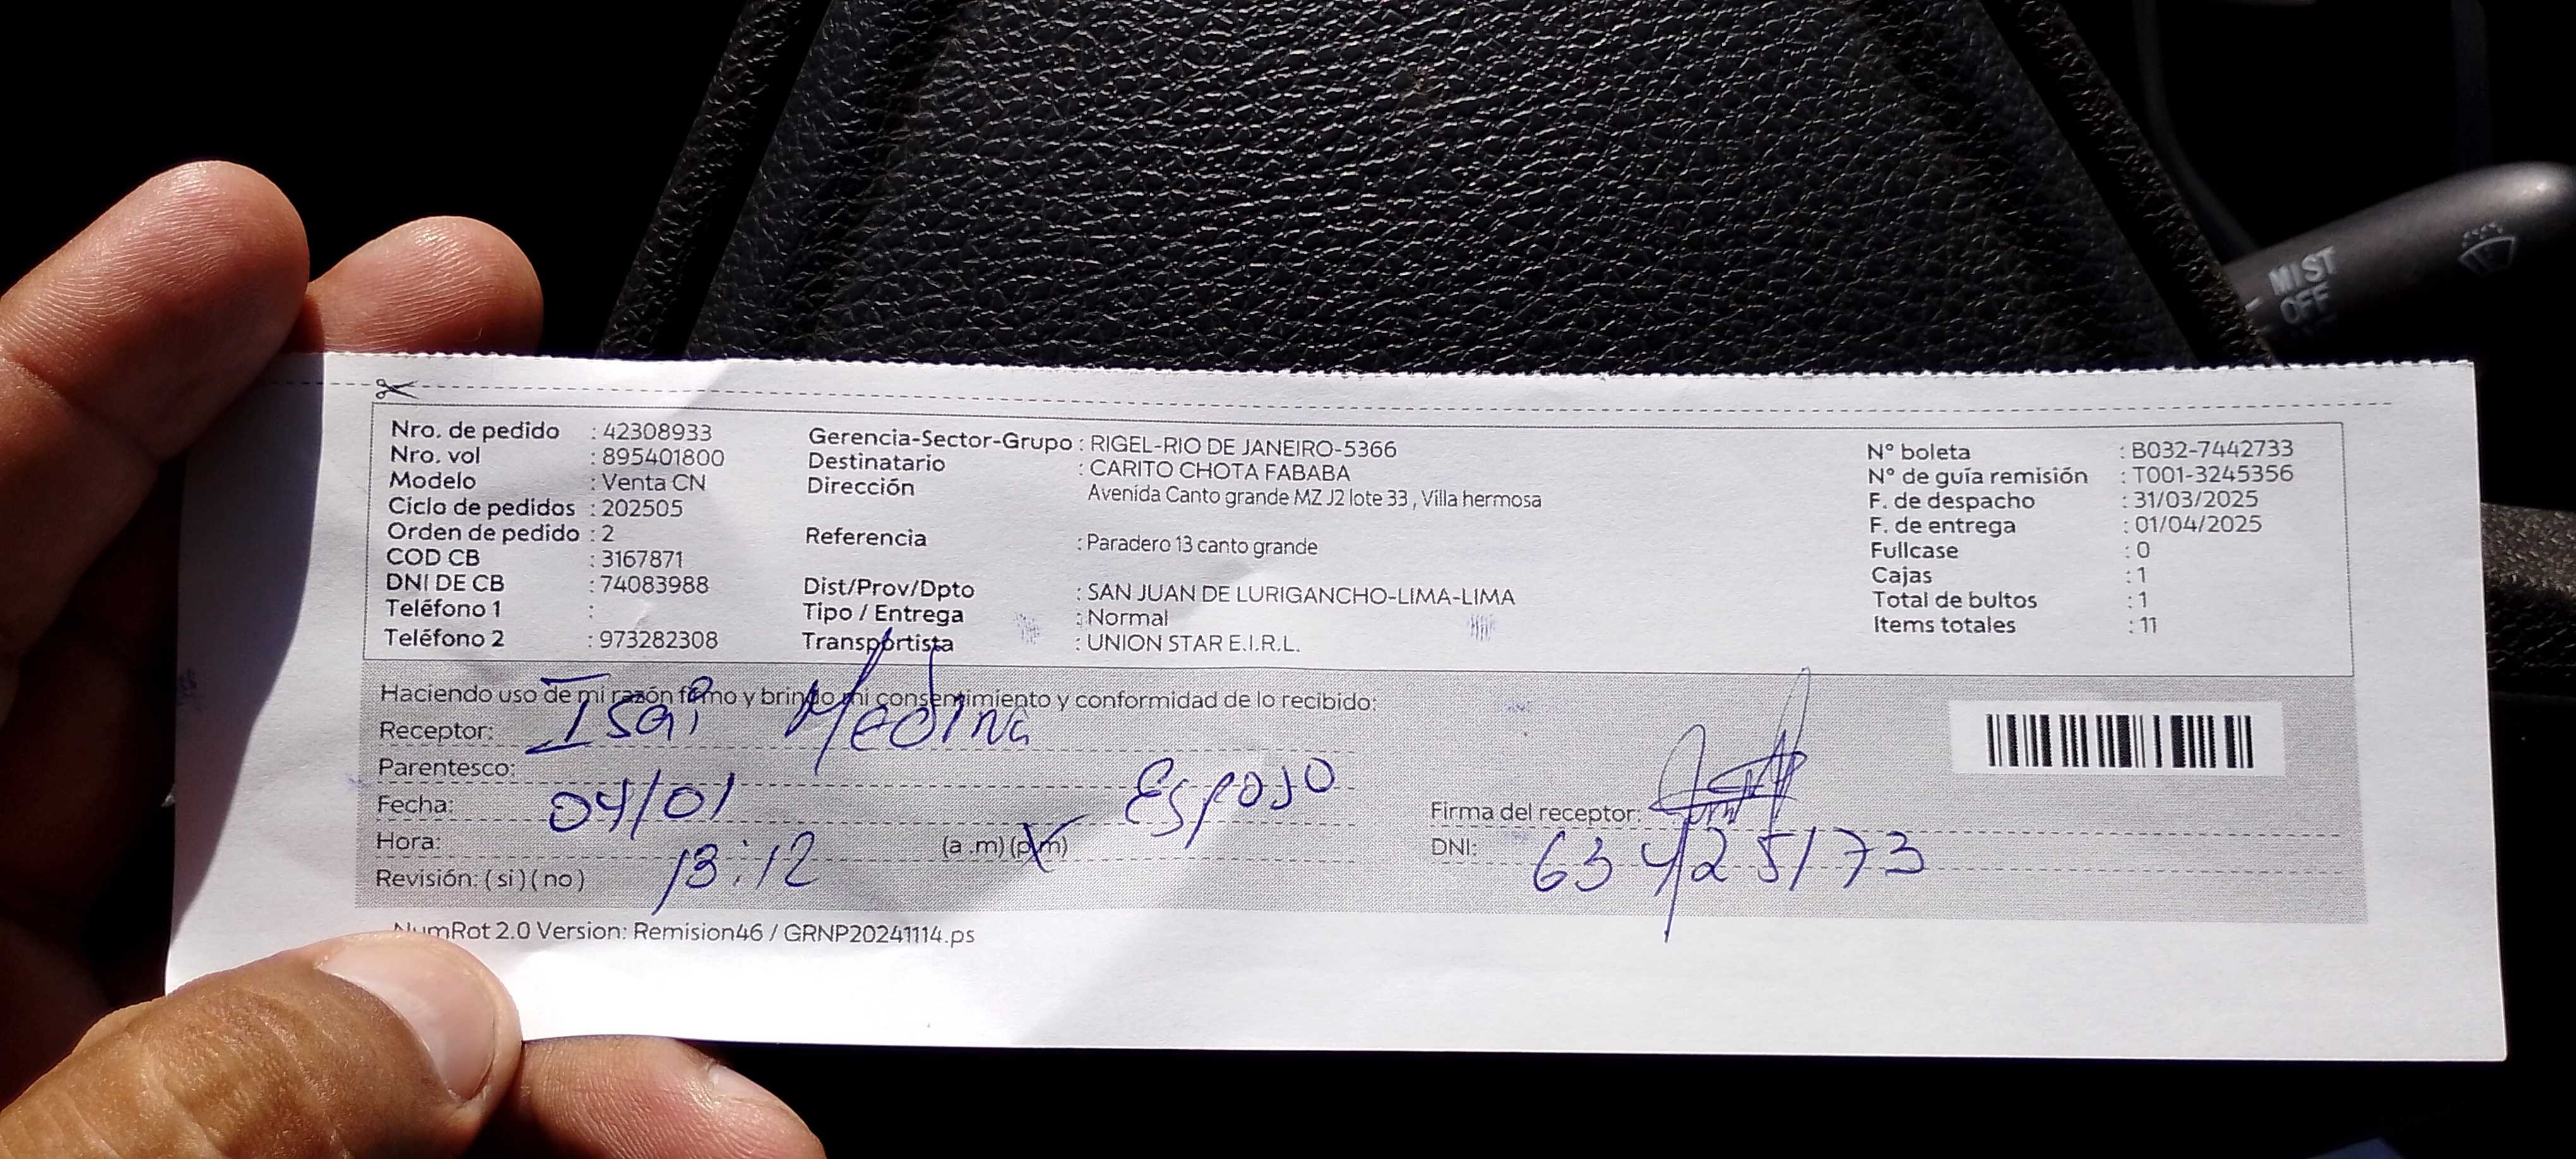 Nro. de pedido : 42308933
Nro. vol : 895401800
Modelo : Venta CN
Ciclo de pedidos : 202505
Orden de pedido : 2
COD CB : 3167871
DNI DE CB : 74083988
Teléfono 1 :
Teléfono 2 : 973282308
Gerencia-Sector-Grupo : RIGEL-RIO DE JANEIRO-5366
Destinatario : CARITO CHOTA FABABA
Dirección Avenida Canto grande MZ J2 lote 33 , Villa hermosa
Referencia : Paradero 13 canto grande
Dist/Prov/Dpto : SAN JUAN DE LURIGANCHO-LIMA-LIMA
Tipo / Entrega : Normal
Transportista : UNION STAR E.I.R.L.
N° boleta : B032-7442733
N° de guía remisión : T001-3245356
F. de despacho : 31/03/2025
F. de entrega : 01/04/2025
Fullcase : 0
Cajas : 1
Total de bultos : 1
Items totales : 11
Haciendo uso de mi razón firmo y brindo mi consentimiento y conformidad de lo recibido:
Receptor: Isai Medina
Parentesco: Esposo
Fecha: 04/01
Hora: 13:12 (a .m) (p.m)
Revisión: ( si ) ( no )
Firma del receptor:
DNI: 63425173
NumRot 2.0 Version: Remision46 / GRNP20241114.ps
MIST
OFF